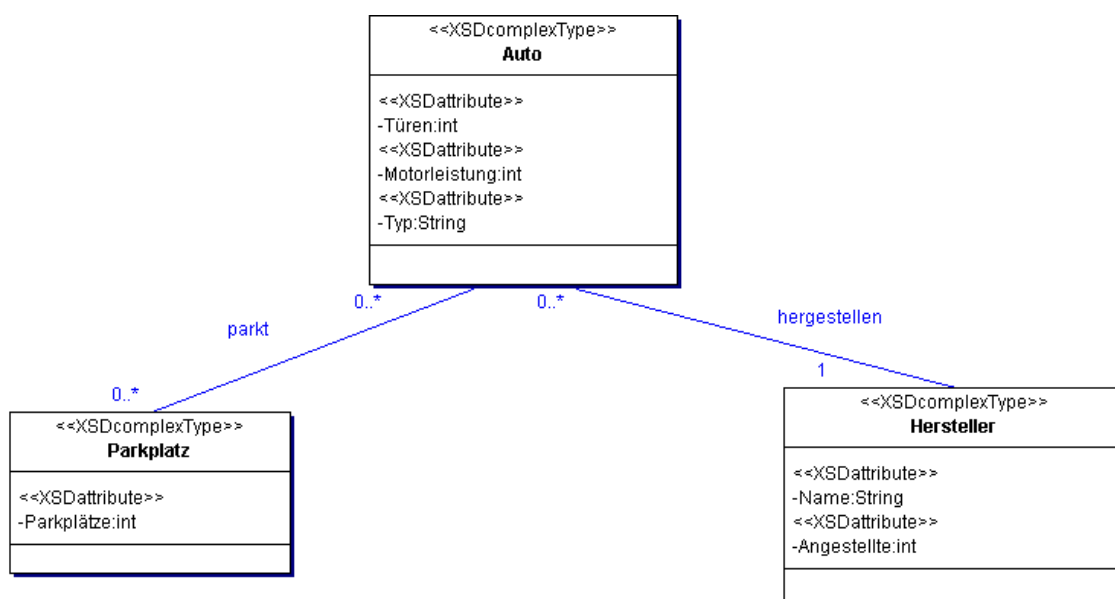 <<XSDcomplexType>>
Auto
<<XSDattribute>>
-Türen:int
<<XSDattribute>>
-Motorleistung:int
<<XSDattribute>>
-Typ:String
0..*
0..*
parkt
hergestellen
0..*
1
<<XSDcomplexType>>
Parkplatz
<<XSDattribute>>
-Parkplätze:int
<<XSDcomplexType>>
Hersteller
<<XSDattribute>>
-Name:String
<<XSDattribute>>
-Angestellte:int